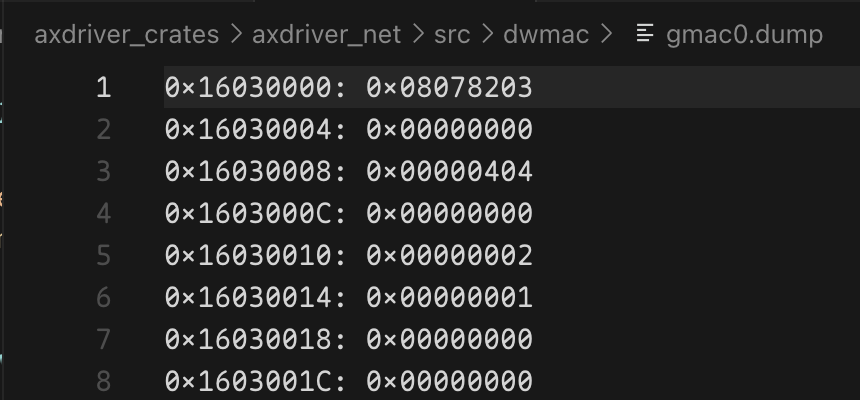 axdriver_crates > axdriver_net > src > dwmac > gmac0.dump
1 0x16030000: 0x08078203
2 0x16030004: 0x00000000
3 0x16030008: 0x00000404
4 0x1603000C: 0x00000000
5 0x16030010: 0x00000002
6 0x16030014: 0x00000001
7 0x16030018: 0x00000000
8 0x1603001C: 0x00000000